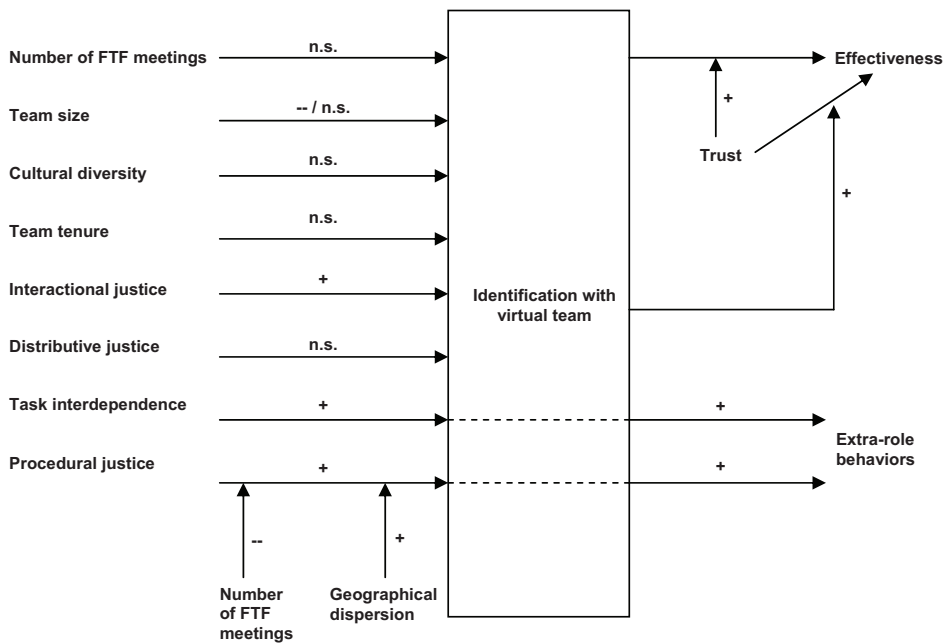 Number of FTF meetings
n.s.
Effectiveness
Team size
-- / n.s.
+
Trust
Cultural diversity
n.s.
+
Team tenure
n.s.
Interactional justice
+
Identification with
virtual team
Distributive justice
n.s.
Task interdependence
+
+
Extra-role
behaviors
Procedural justice
+
+
--
+
Number
of FTF
meetings
Geographical
dispersion